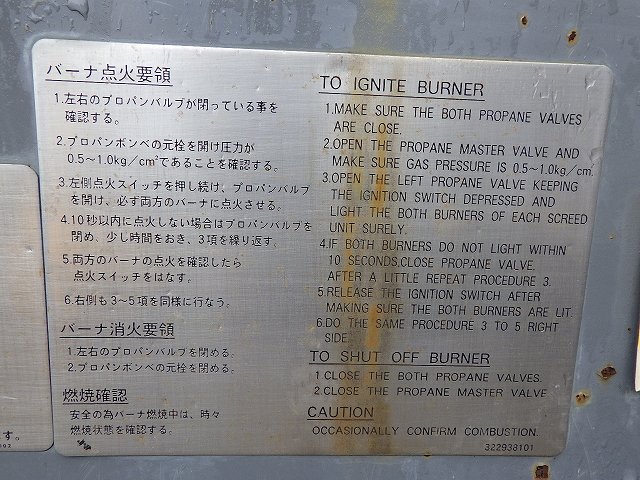 バーナ点火要領
1.左右のプロパンバルブが閉っている事を
確認する。
2.プロパンボンベの元栓を開け圧力が
0.5～1.0kg/cm²であることを確認する。
3.左側点火スイッチを押し続け、プロパンバルブ
を開け、必ず両方のバーナに点火させる。
4.10秒以内に点火しない場合はプロパンバルブを
閉め、少し時間をおき、3項を繰り返す。
5.両方のバーナの点火を確認したら
点火スイッチをはなす。
6.右側も3～5項を同様に行なう。
バーナ消火要領
1.左右のプロパンバルブを閉める。
2.プロパンボンベの元栓を閉める。
燃焼確認
安全の為バーナ燃焼中は、時々
燃焼状態を確認する。
TO IGNITE BURNER
1.MAKE SURE THE BOTH PROPANE VALVES
ARE CLOSE.
2.OPEN THE PROPANE MASTER VALVE AND
MAKE SURE GAS PRESSURE IS 0.5～1.0kg/cm
3.OPEN THE LEFT PROPANE VALVE KEEPING
THE IGNITION SWITCH DEPRESSED AND
LIGHT THE BOTH BURNERS OF EACH SCREED
UNIT SURELY.
4.IF BOTH BURNERS DO NOT LIGHT WITHIN
10 SECONDS.CLOSE PROPANE VALVE.
AFTER A LITTLE REPEAT PROCEDURE 3.
5.RELEASE THE IGNITION SWITCH AFTER
MAKING SURE THE BOTH BURNERS ARE LIT.
6.DO THE SAME PROCEDURE 3 TO 5 RIGHT
SIDE.
TO SHUT OFF BURNER
1.CLOSE THE BOTH PROPANE VALVES.
2.CLOSE THE PROPANE MASTER VALVE
CAUTION
OCCASIONALLY CONFIRM COMBUSTION.
322938101
す。